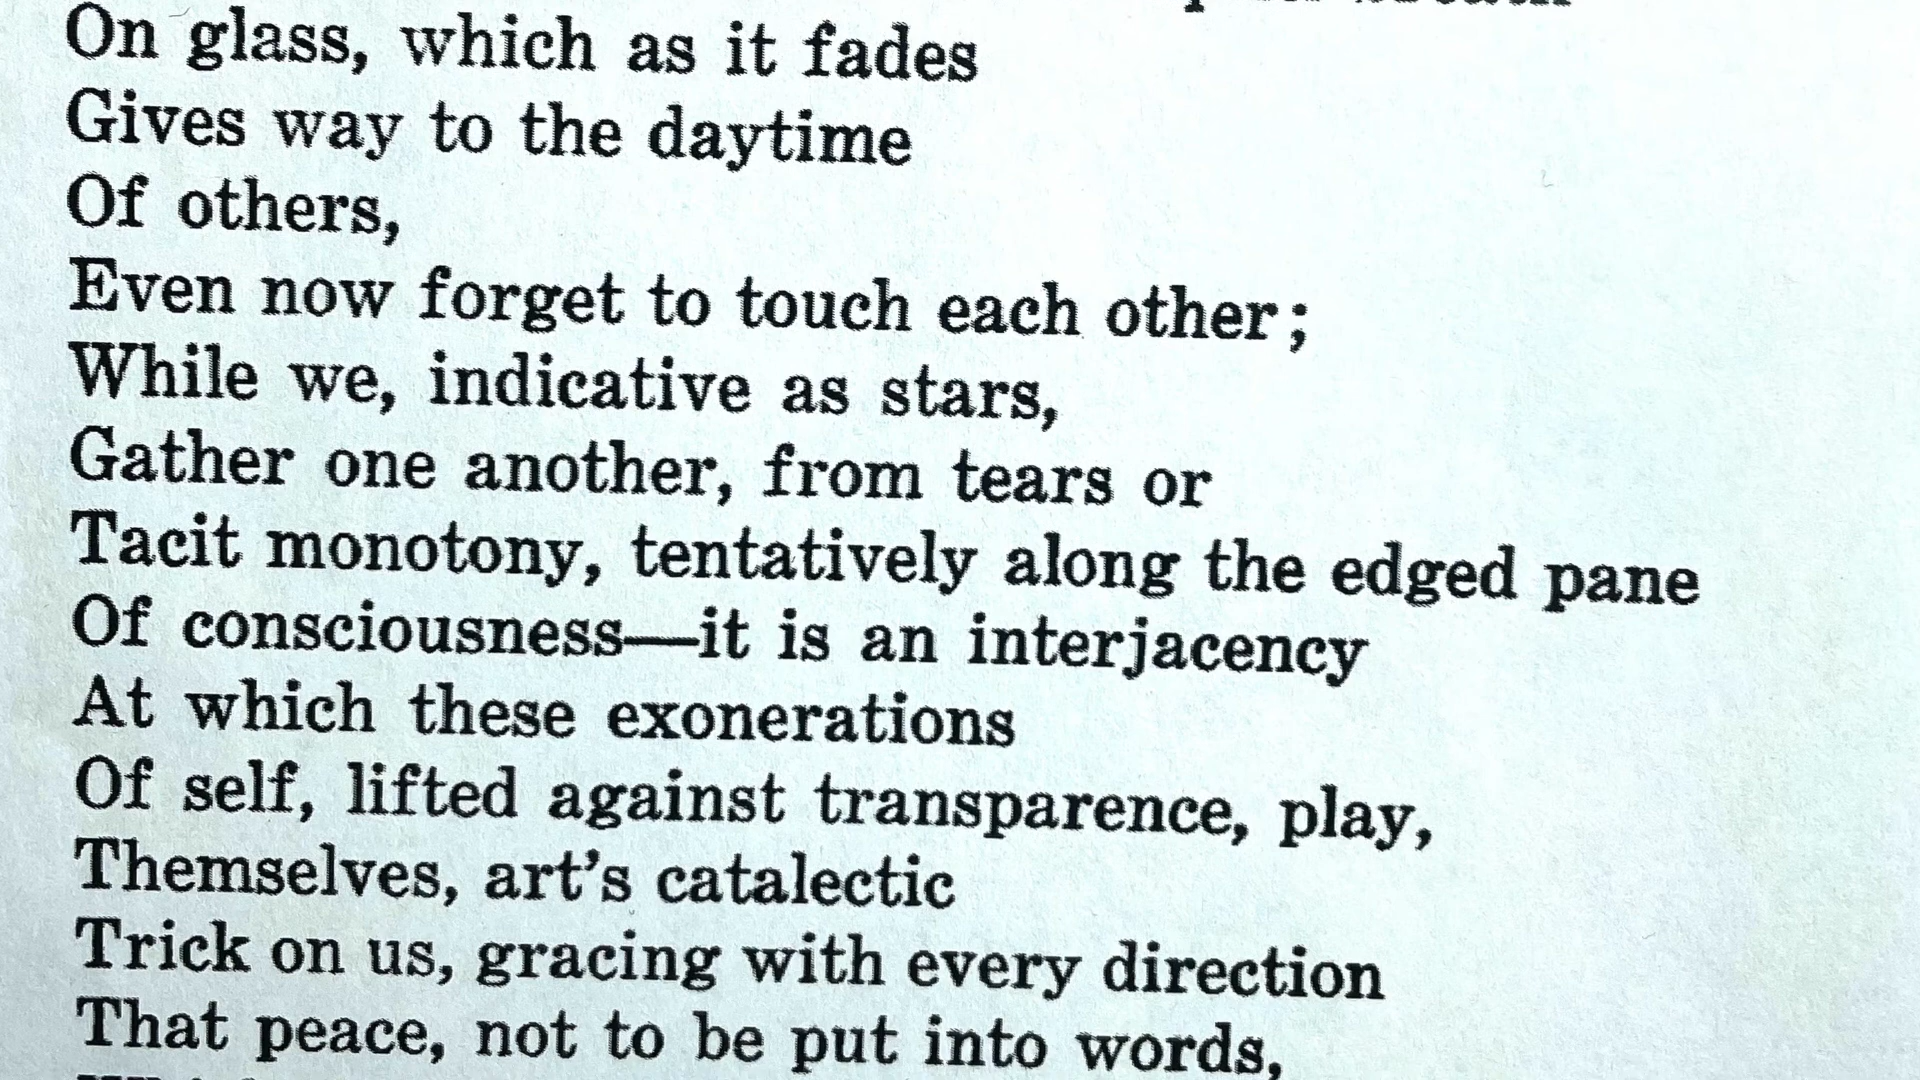 On glass, which as it fades
Gives way to the daytime
Of others,
Even now forget to touch each other;
While we, indicative as stars,
Gather one another, from tears or
Tacit monotony, tentatively along the edged pane
Of consciousness—it is an interjacency
At which these exonerations
Of self, lifted against transparence, play,
Themselves, art's catalectic
Trick on us, gracing with every direction
That peace, not to be put into words,